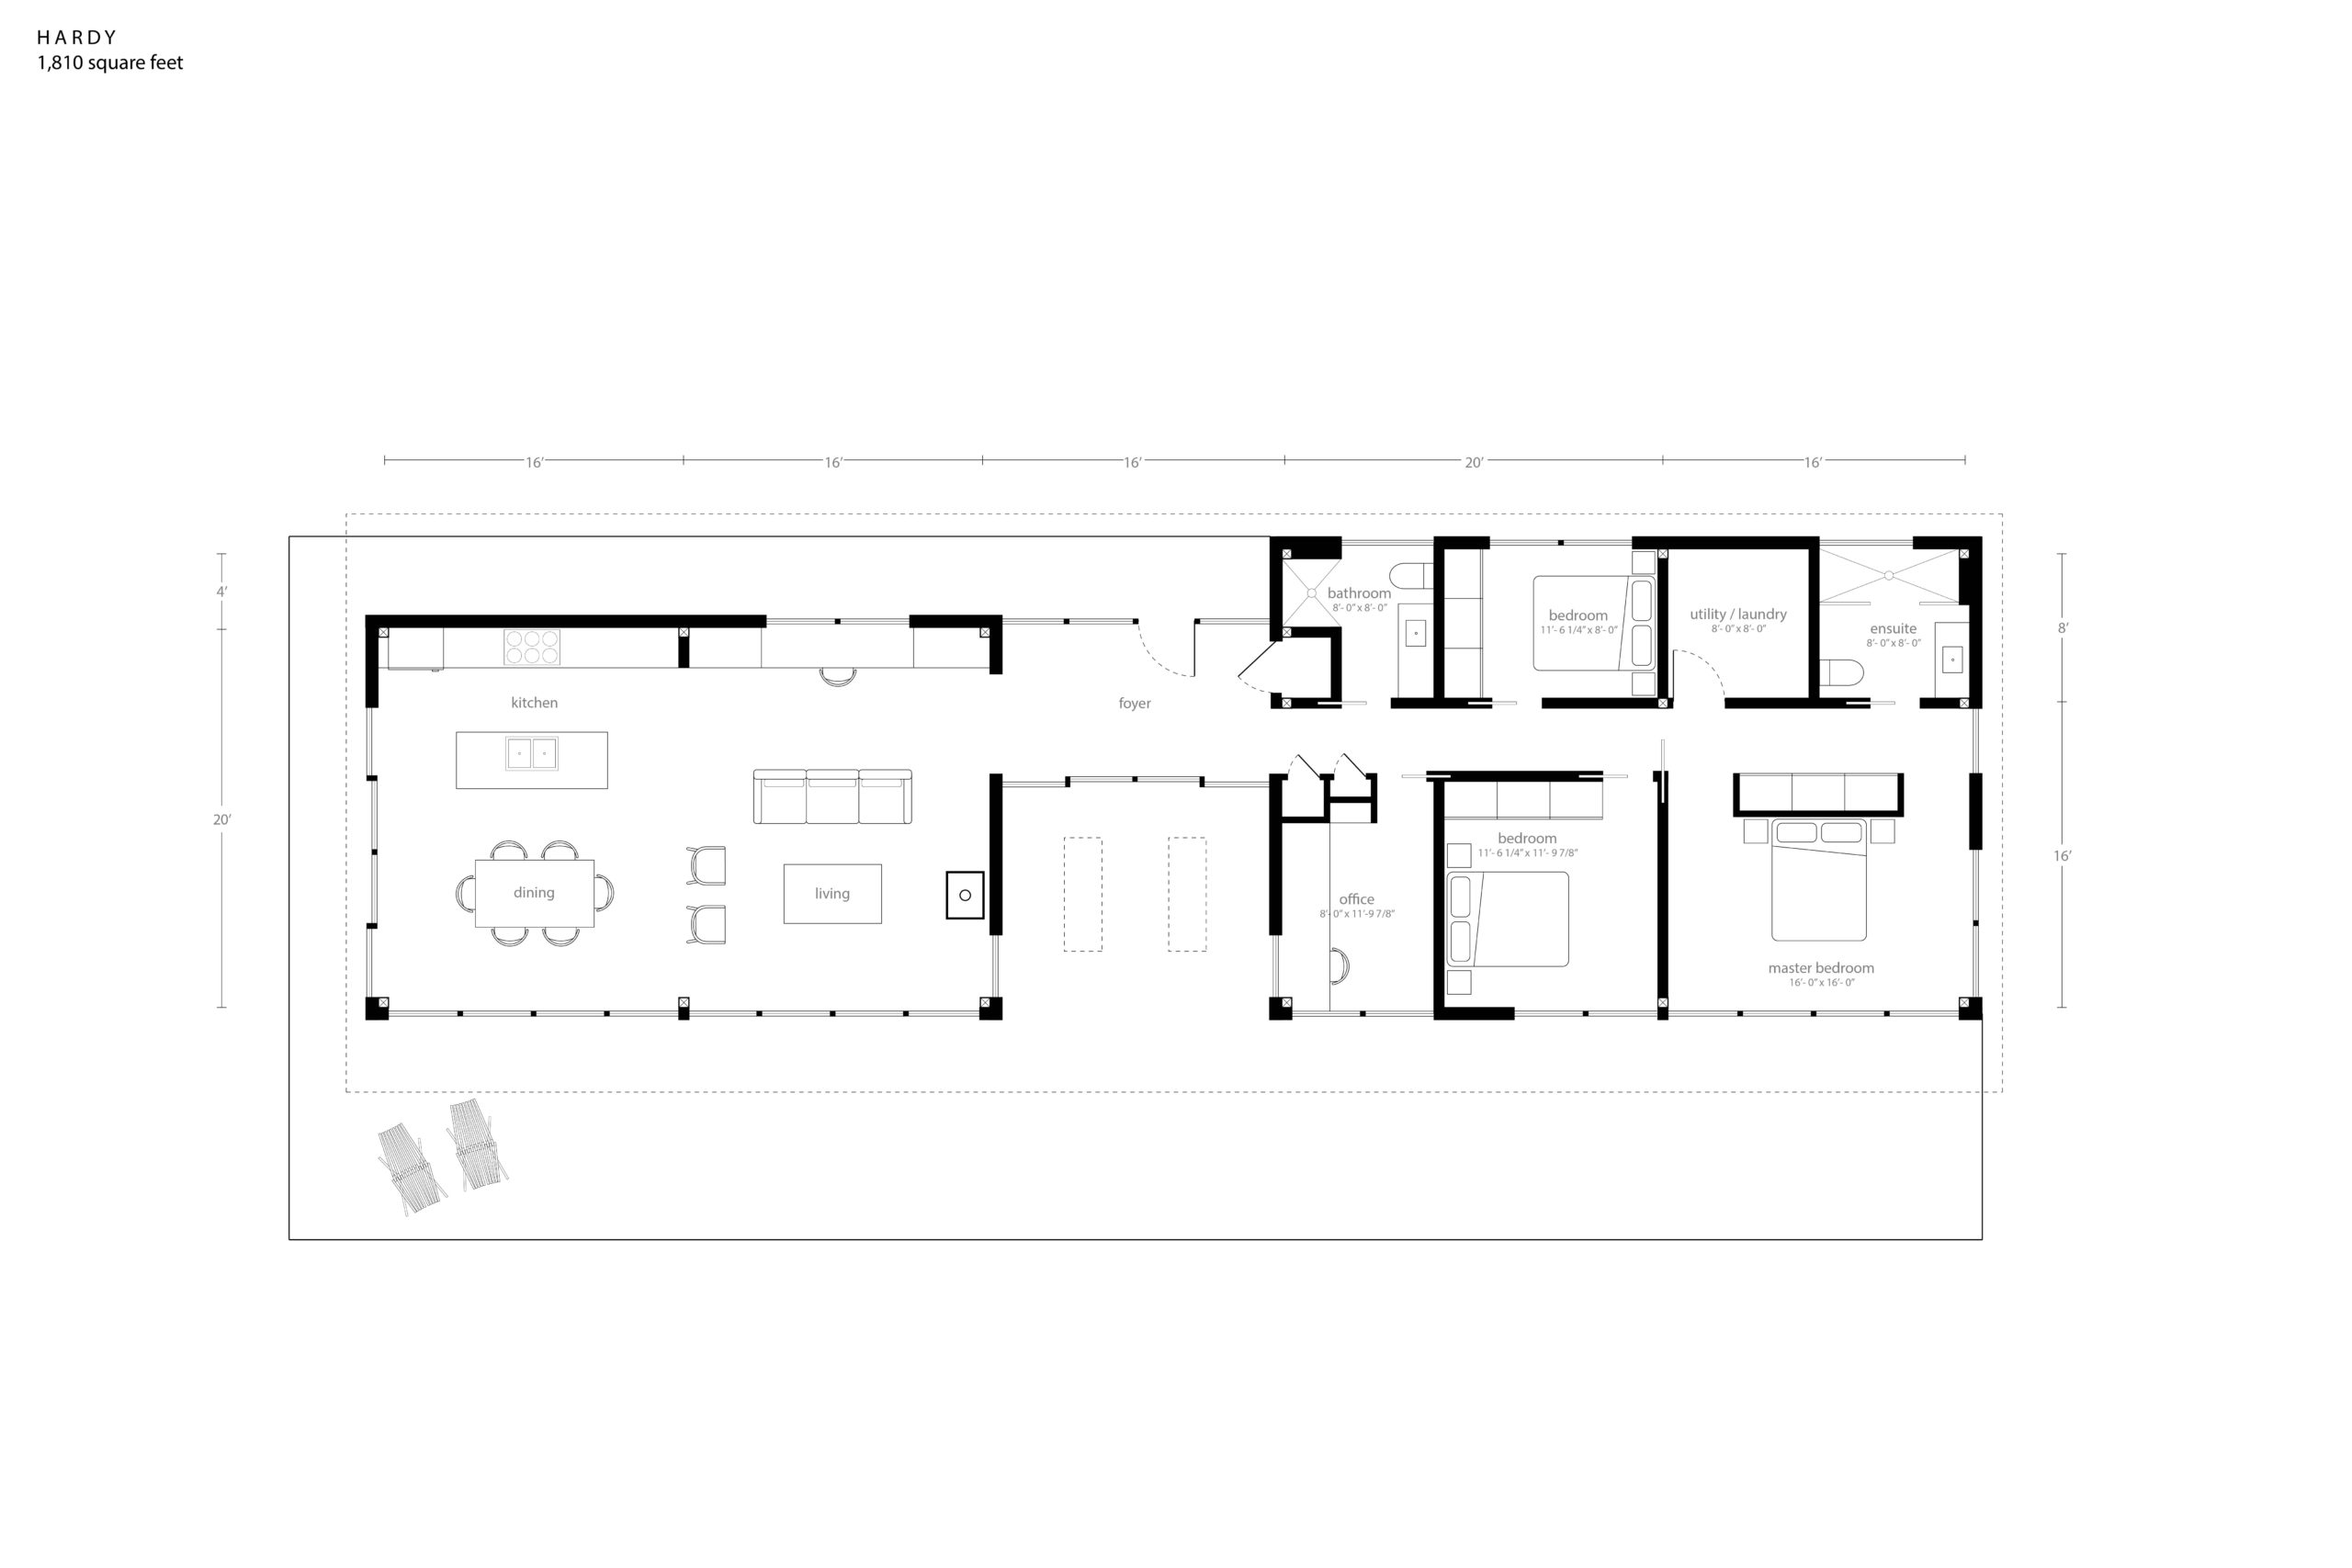 HARDY
1,810 square feet
16’
16’
16’
20’
16’
4’
20’
8’
16’
kitchen
dining
living
foyer
bathroom
8’- 0” x 8’- 0”
bedroom
11’- 6 1/4” x 8’- 0”
utility / laundry
8’- 0” x 8’- 0”
ensuite
8’- 0” x 8’- 0”
office
8’- 0” x 11’-9 7/8”
bedroom
11’- 6 1/4” x 11’- 9 7/8”
master bedroom
16’- 0” x 16’- 0”